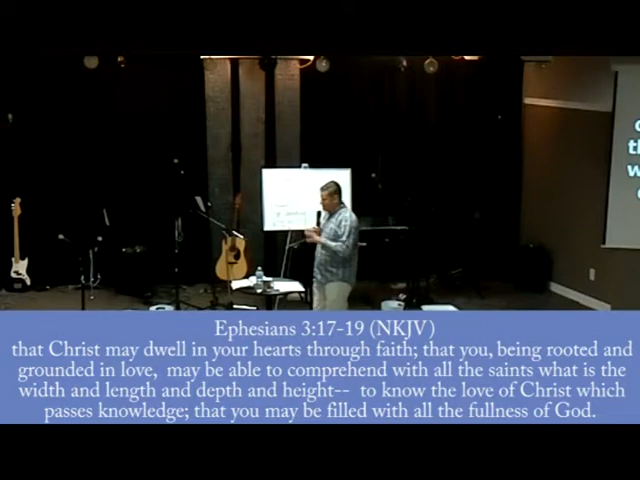 Ephesians 3:17-19 (NKJV)
that Christ may dwell in your hearts through faith; that you, being rooted and
grounded in love, may be able to comprehend with all the saints what is the
width and length and depth and height-- to know the love of Christ which
passes knowledge; that you may be filled with all the fullness of God.